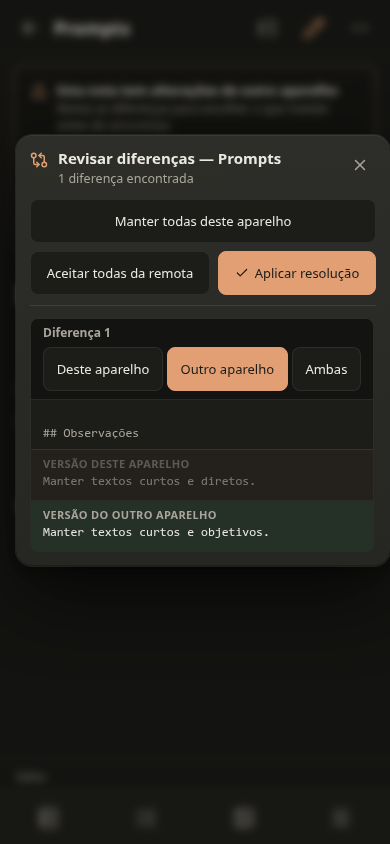 Prompts
Revisar diferenças — Prompts
1 diferença encontrada
Manter todas deste aparelho
Aceitar todas da remota
Aplicar resolução
Diferença 1
Deste aparelho
Outro aparelho
Ambas
## Observações
VERSÃO DESTE APARELHO
Manter textos curtos e diretos.
VERSÃO DO OUTRO APARELHO
Manter textos curtos e objetivos.